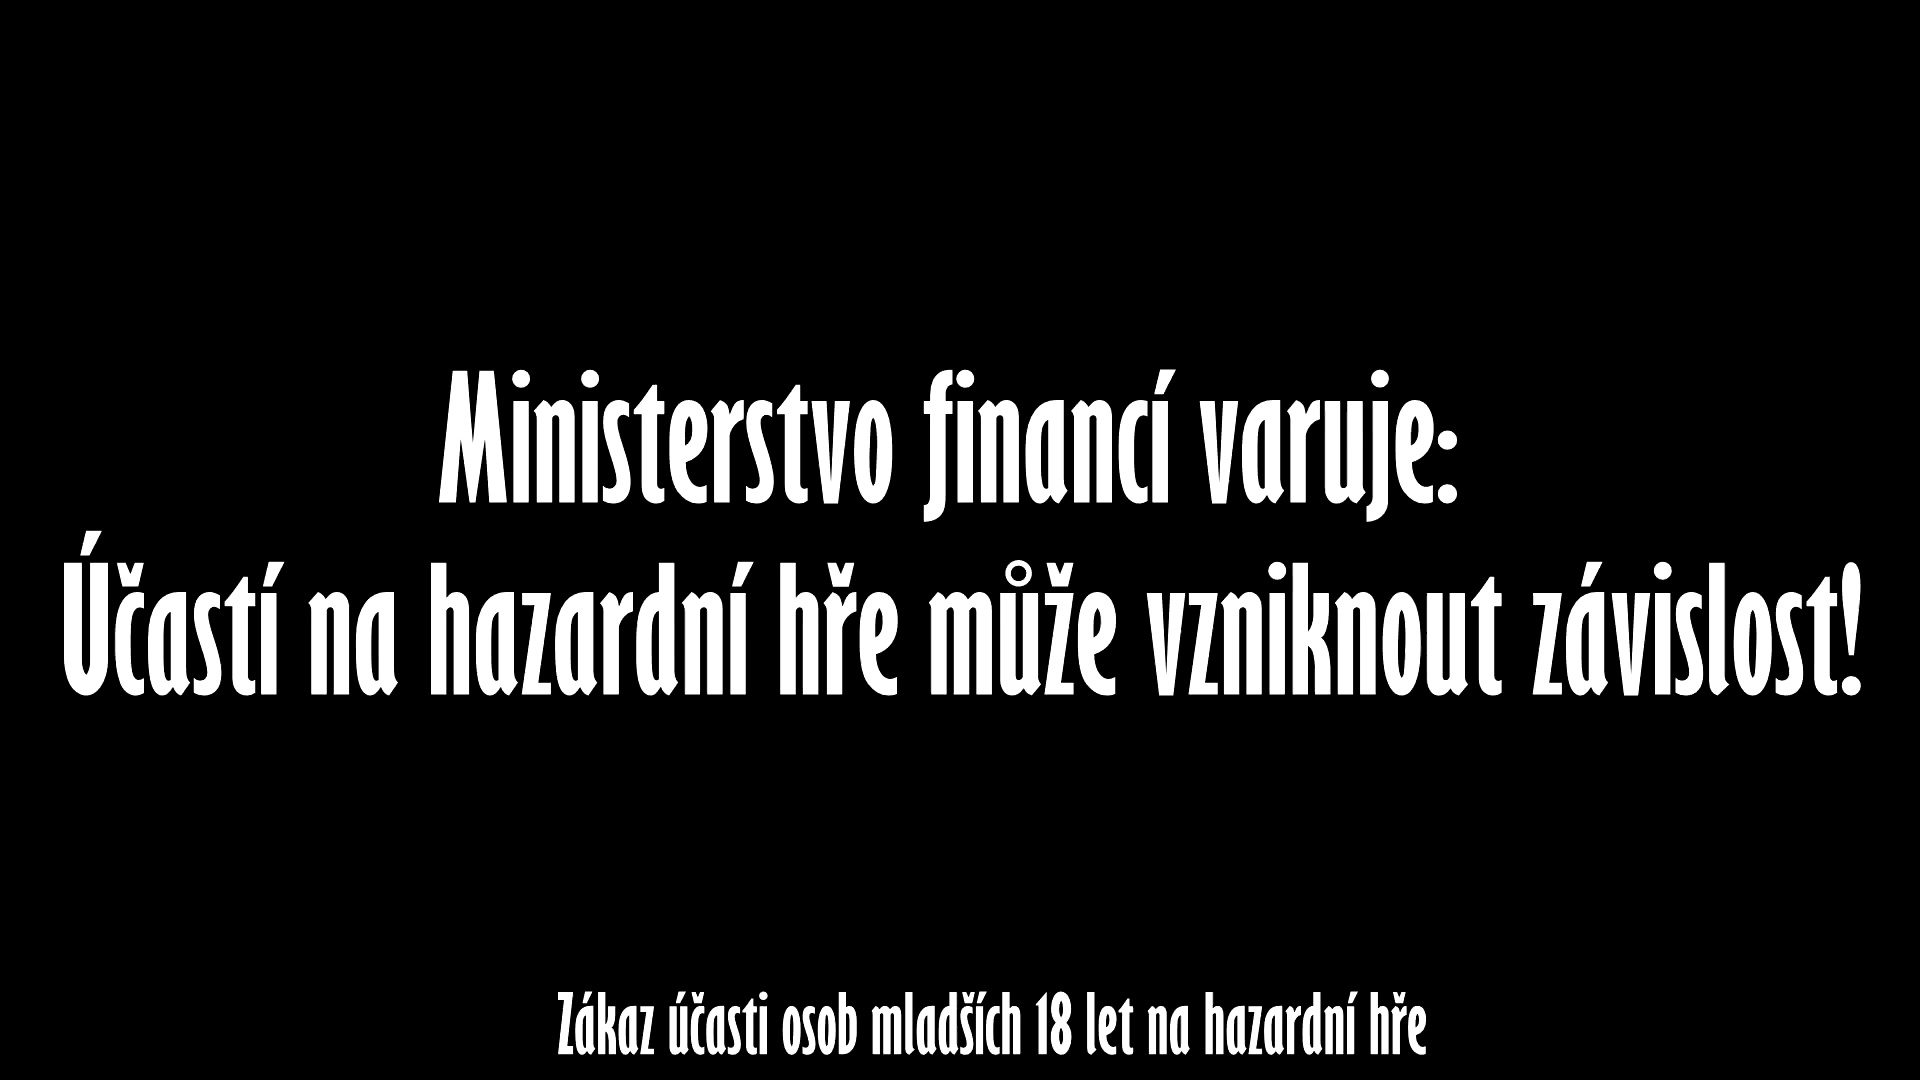 Ministerstvo financí varuje:
Účastí na hazardní hře může vzniknout závislost!
Zákaz účasti osob mladších 18 let na hazardní hře